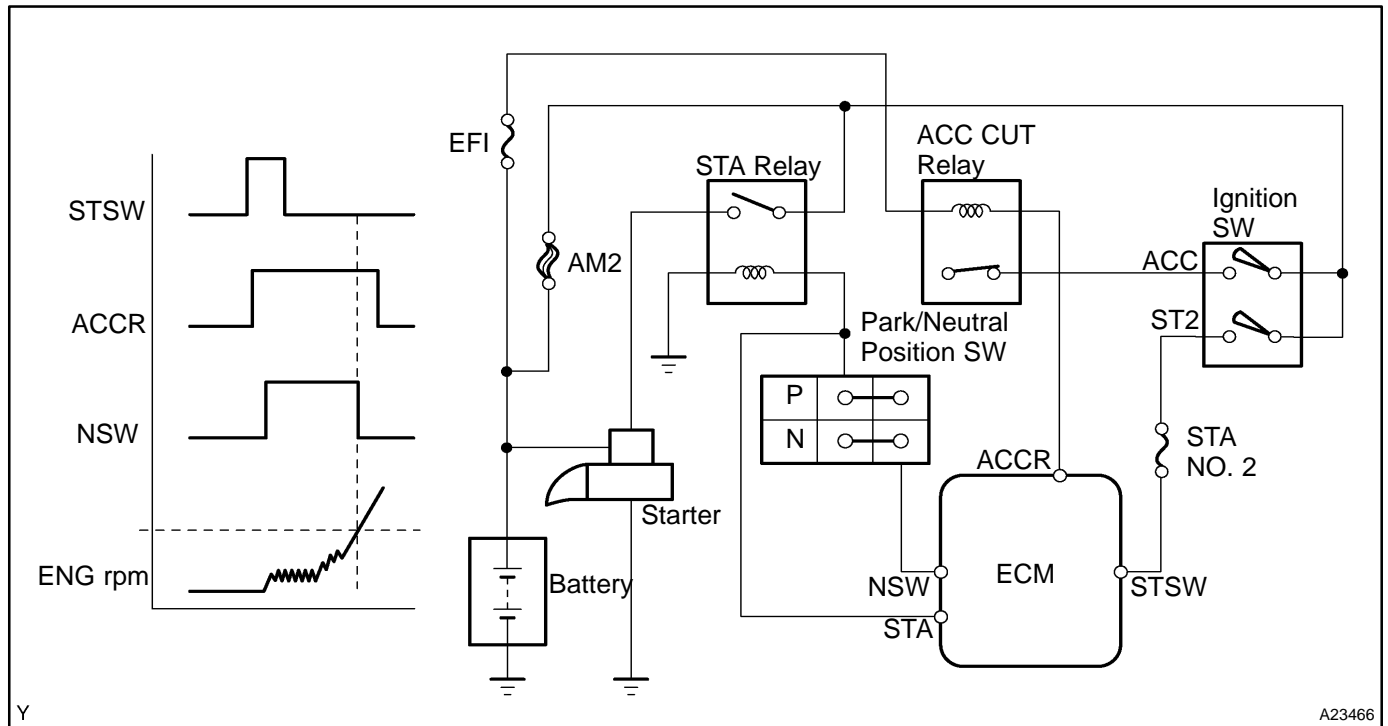 STSW
ACCR
NSW
ENG rpm
EFI
AM2
STA Relay
ACC CUT
Relay
Ignition
SW
ACC
ST2
Park/Neutral
Position SW
P
N
STA
NO. 2
Starter
Battery
ACCR
NSW
ECM
STSW
STA
Y
A23466